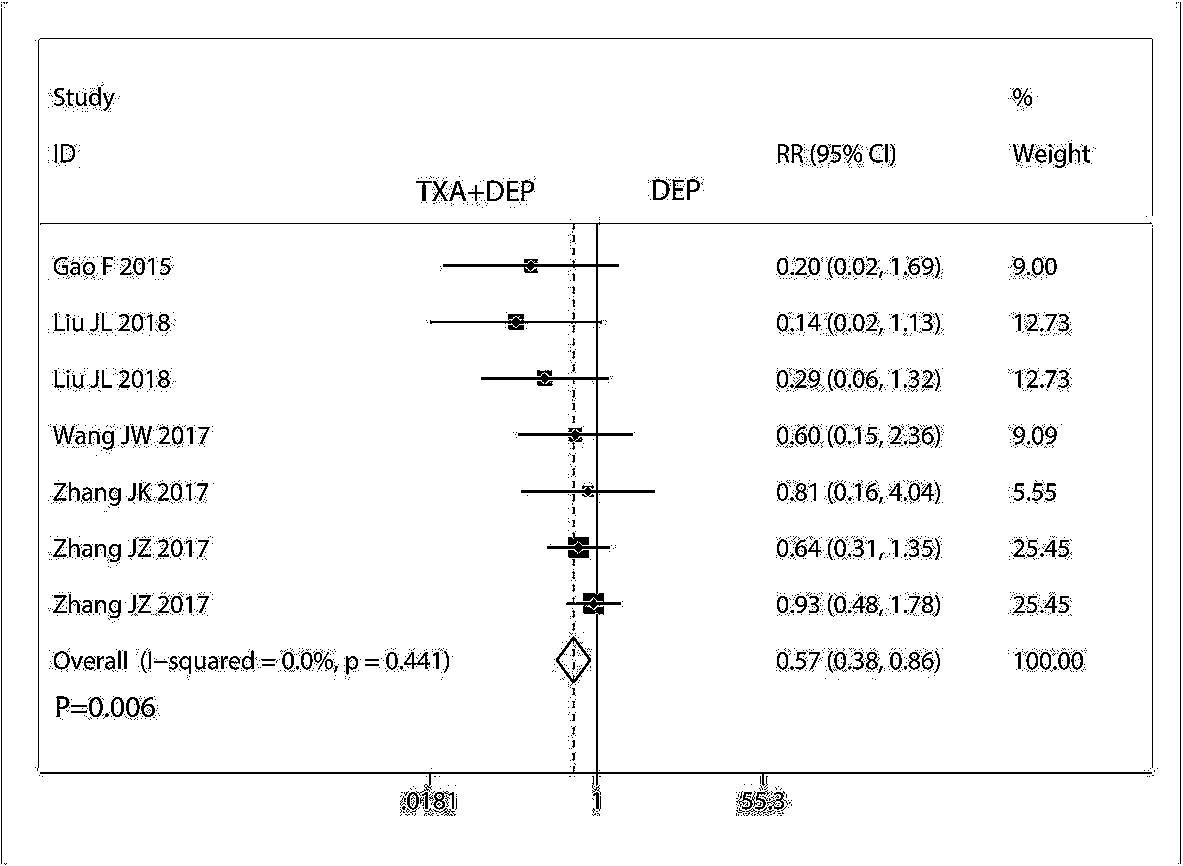 Study %
ID RR (95% CI) Weight
TXA+DEP DEP
Gao F 2015 0.20 (0.02, 1.69) 9.00
Liu JL 2018 0.14 (0.02, 1.13) 12.73
Liu JL 2018 0.29 (0.06, 1.32) 12.73
Wang JW 2017 0.60 (0.15, 2.36) 9.09
Zhang JK 2017 0.81 (0.16, 4.04) 5.55
Zhang JZ 2017 0.64 (0.31, 1.35) 25.45
Zhang JZ 2017 0.93 (0.48, 1.78) 25.45
Overall (I-squared = 0.0%, p = 0.441) 0.57 (0.38, 0.86) 100.00
P=0.006
.0181 1 55.3